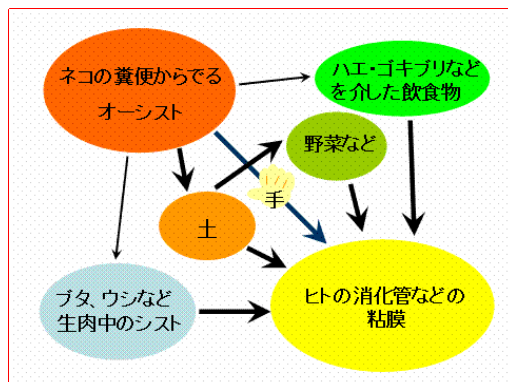 ネコの糞便からでる
オーシスト
ハエ・ゴキブリなど
を介した飲食物
野菜など
手
土
ブタ、ウシなど
生肉中のシスト
ヒトの消化管などの
粘膜